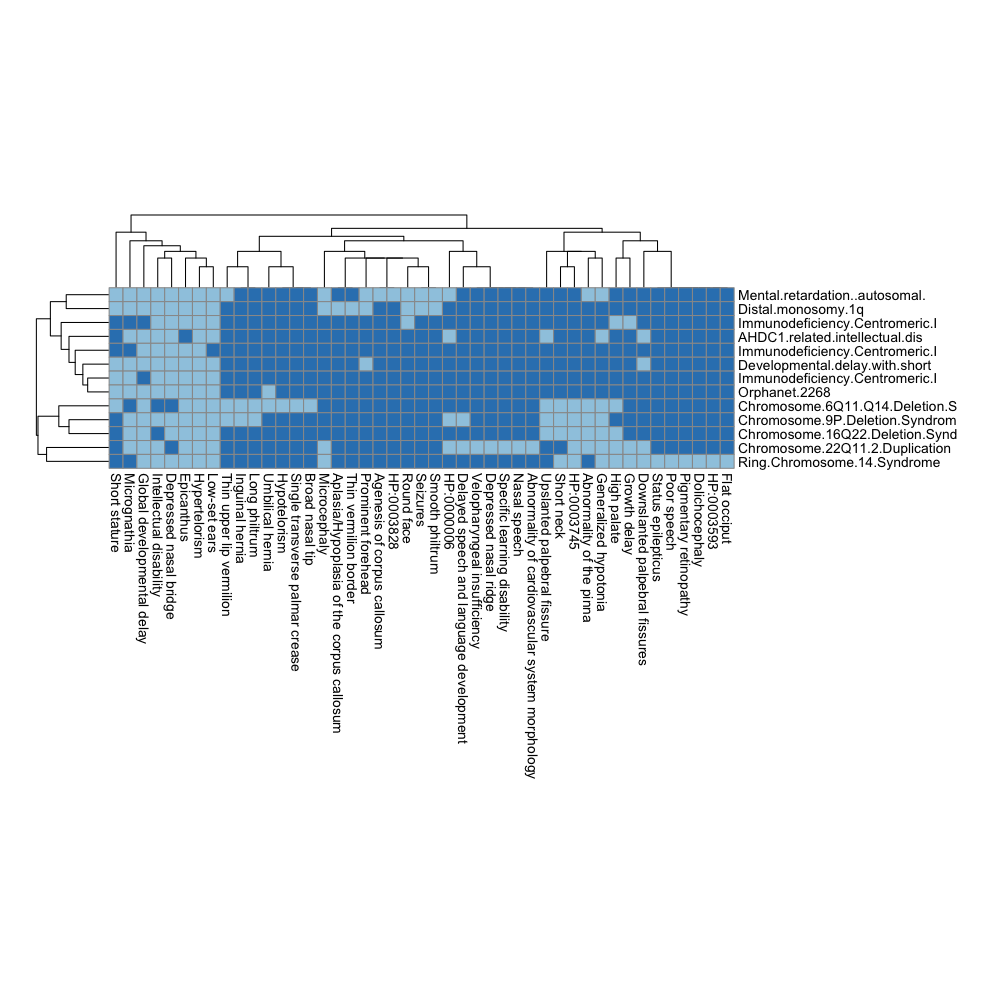 Mental.retardation..autosomal.
Distal.monosomy.1q
Immunodeficiency.Centromeric.I
AHDC1.related.intellectual.dis
Immunodeficiency.Centromeric.I
Developmental.delay.with.short
Immunodeficiency.Centromeric.I
Orphanet.2268
Chromosome.6Q11.Q14.Deletion.S
Chromosome.9P.Deletion.Syndrom
Chromosome.16Q22.Deletion.Synd
Chromosome.22Q11.2.Duplication
Ring.Chromosome.14.Syndrome
Short stature
Micrognathia
Global developmental delay
Intellectual disability
Depressed nasal bridge
Epicanthus
Hypertelorism
Low-set ears
Thin upper lip vermilion
Inguinal hernia
Long philtrum
Umbilical hernia
Hypotelorism
Single transverse palmar crease
Broad nasal tip
Microcephaly
Aplasia/Hypoplasia of the corpus callosum
Thin vermilion border
Prominent forehead
Agenesis of corpus callosum
HP:0003828
Round face
Seizures
Smooth philtrum
HP:0000006
Delayed speech and language development
Velopharyngeal insufficiency
Depressed nasal ridge
Specific learning disability
Nasal speech
Abnormality of cardiovascular system morphology
Upslanted palpebral fissure
Short neck
HP:0003745
Abnormality of the pinna
Generalized hypotonia
High palate
Growth delay
Downslanted palpebral fissures
Status epilepticus
Poor speech
Pigmentary retinopathy
Dolichocephaly
HP:0003593
Flat occiput